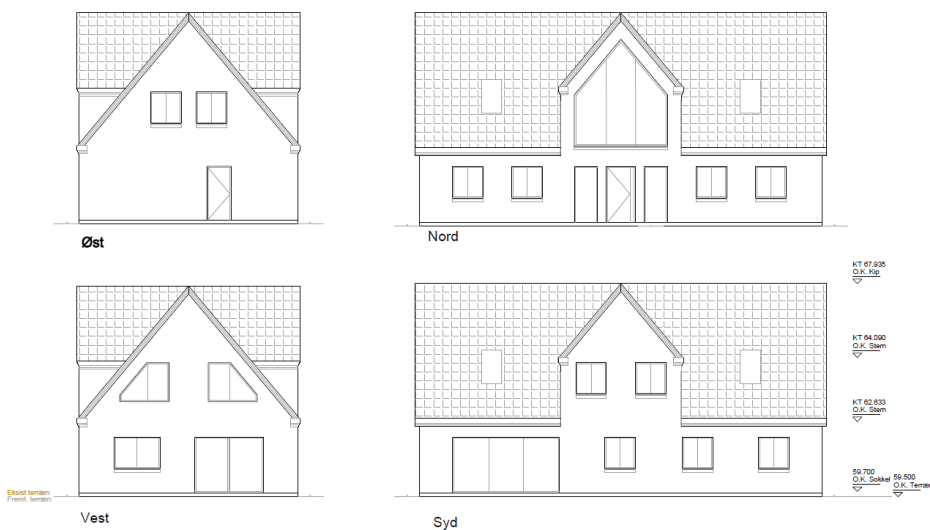 Øst
Nord
KT 67.935
O.K. Kip
KT 64.090
O.K. Stern
KT 62.633
O.K. Stern
59.700
O.K. Sokkel
59.500
O.K. Terræn
Eksist terræn:
Fremt. terræn:
Vest
Syd